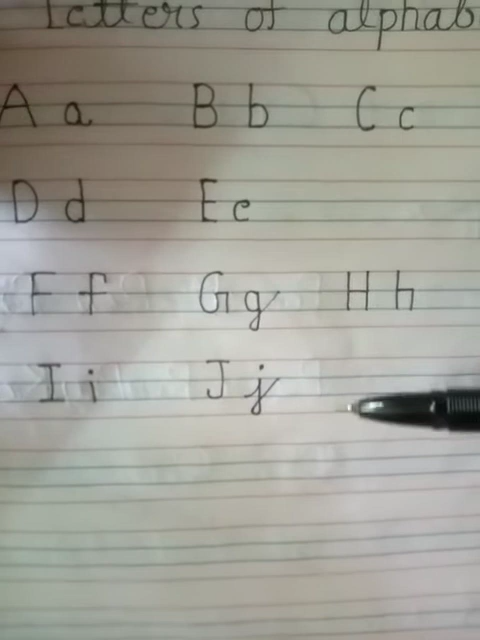 letters of alphab
A a B b C c
D d E e
F f G g H h
I i J j